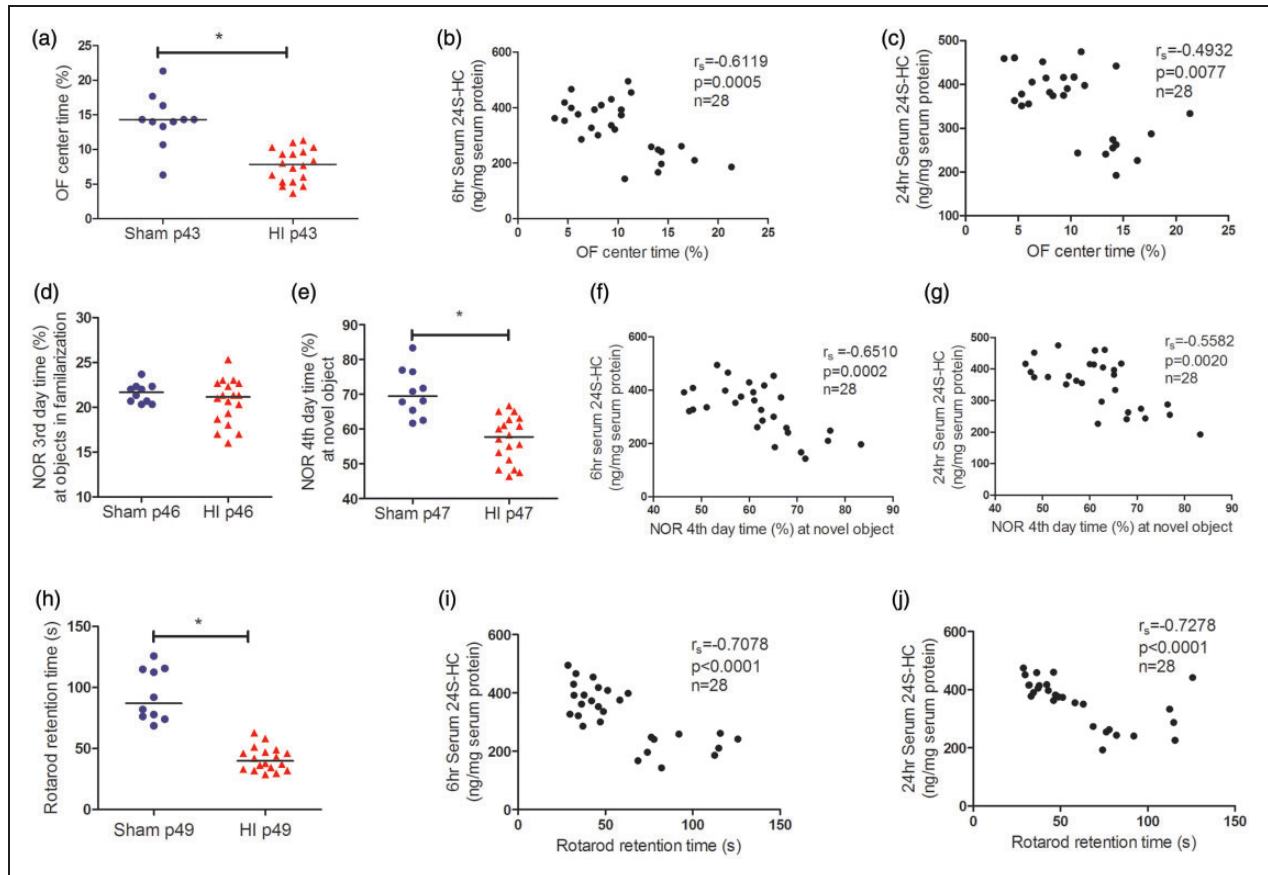 (a)
*
OF center time (%)
25
20
15
10
5
0
Sham p43
HI p43
(b)
6hr Serum 24S-HC
(ng/mg serum protein)
600
400
200
0
rs=-0.6119
p=0.0005
n=28
0 5 10 15 20 25
OF center time (%)
(c)
24hr Serum 24S-HC
(ng/mg serum protein)
500
400
300
200
100
rs=-0.4932
p=0.0077
n=28
0 5 10 15 20 25
OF center time (%)
(d)
NOR 3rd day time (%)
at objects in familarization
30
25
20
15
10
Sham p46
HI p46
(e)
*
NOR 4th day time (%)
at novel object
90
80
70
60
50
40
Sham p47
HI p47
(f)
6hr serum 24S-HC
(ng/mg serum protein)
600
400
200
0
rs =-0.6510
p=0.0002
n=28
40 50 60 70 80 90
NOR 4th day time (%) at novel object
(g)
24hr Serum 24S-HC
(ng/mg serum protein)
600
500
400
300
200
100
0
rs=-0.5582
p=0.0020
n=28
40 50 60 70 80 90
NOR 4th day time (%) at novel object
(h)
*
Rotarod retention time (s)
150
100
50
0
Sham p49
HI p49
(i)
6hr Serum 24S-HC
(ng/mg serum protein)
600
400
200
0
rs=-0.7078
p<0.0001
n=28
0 50 100 150
Rotarod retention time (s)
(j)
24hr Serum 24S-HC
(ng/mg serum protein)
600
400
200
0
rs=-0.7278
p<0.0001
n=28
0 50 100 150
Rotarod retention time (s)